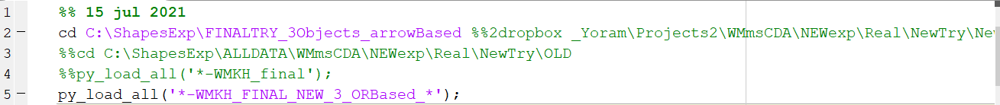 1 %% 15 jul 2021
2 - cd C:\ShapesExp\FINALTRY_3Objects_arrowBased %%2dropbox _Yoram\Projects2\WMmsCDA\NEWexp\Real\NewTry\Ne
3 %%cd C:\ShapesExp\ALLDATA\WMmsCDA\NEWexp\Real\NewTry\OLD
4 %%py_load_all('*-WMKH_final');
5 - py_load_all('*-WMKH_FINAL_NEW_3_ORBased_*');